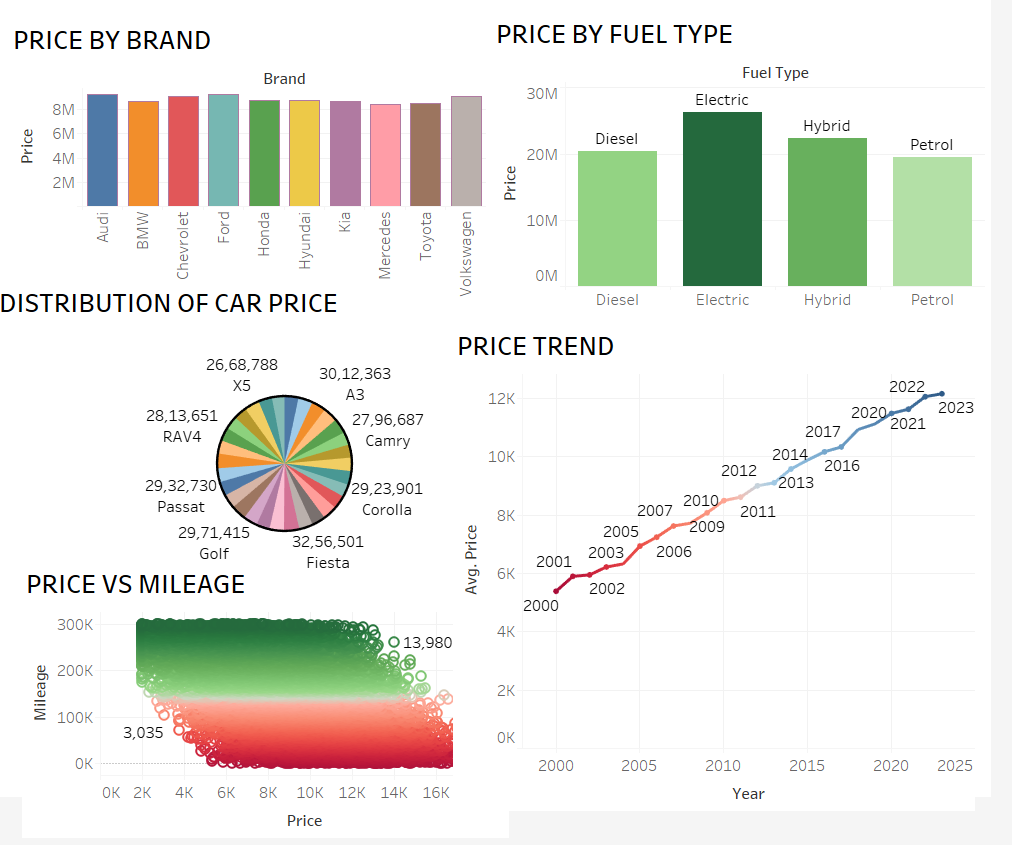 PRICE BY BRAND
Brand
Price
8M
6M
4M
2M
Audi
BMW
Chevrolet
Ford
Honda
Hyundai
Kia
Mercedes
Toyota
Volkswagen
PRICE BY FUEL TYPE
Fuel Type
Price
30M
20M
10M
0M
Diesel
Electric
Hybrid
Petrol
Diesel
Electric
Hybrid
Petrol
DISTRIBUTION OF CAR PRICE
26,68,788
X5
30,12,363
A3
28,13,651
RAV4
27,96,687
Camry
29,32,730
Passat
29,23,901
Corolla
29,71,415
Golf
32,56,501
Fiesta
PRICE TREND
Avg. Price
12K
10K
8K
6K
4K
2K
0K
2000
2001
2002
2003
2005
2006
2007
2009
2010
2011
2012
2013
2014
2016
2017
2020
2021
2022
2023
2000
2005
2010
2015
2020
2025
Year
PRICE VS MILEAGE
Mileage
300K
200K
100K
0K
13,980
3,035
0K
2K
4K
6K
8K
10K
12K
14K
16K
Price